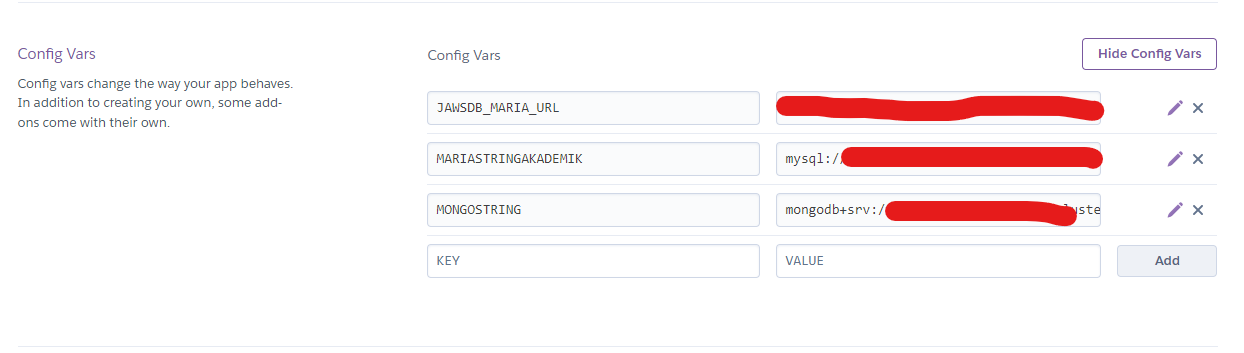 Config Vars
Config vars change the way your app behaves.
In addition to creating your own, some add-
ons come with their own.
Config Vars
Hide Config Vars
JAWSDB_MARIA_URL
MARIASTRINGAKADEMIK
mysql:/
MONGOSTRING
mongodb+srv:/
KEY
VALUE
Add